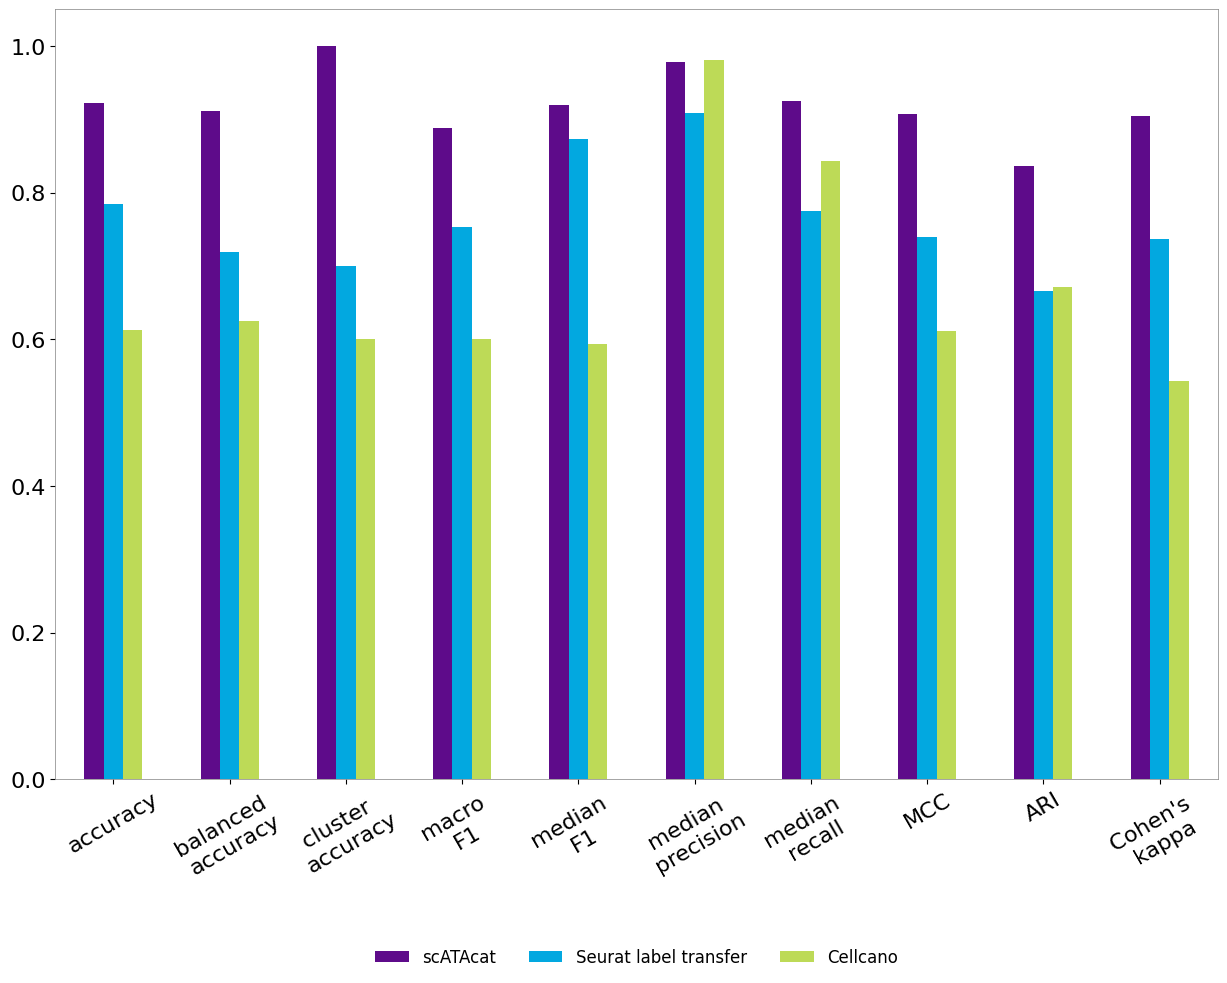 1.0
0.8
0.6
0.4
0.2
0.0
accuracy
balanced
accuracy
cluster
accuracy
macro
F1
median
F1
median
precision
median
recall
MCC
ARI
Cohen's
kappa
scATAcat
Seurat label transfer
Cellcano